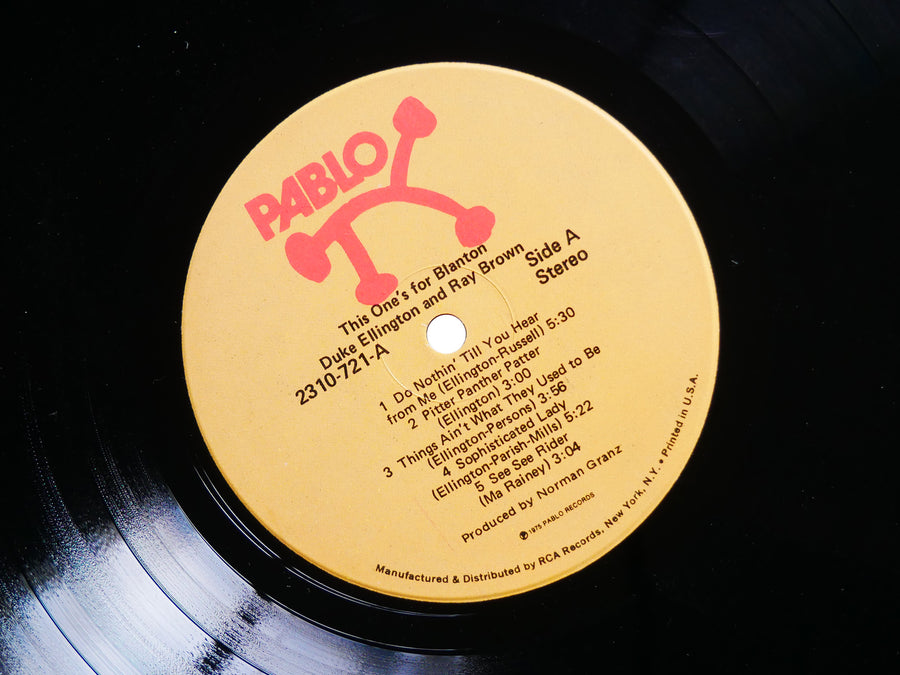 PABLO
This One's for Blanton
Duke Ellington and Ray Brown
2310-721-A
Side A
Stereo
1 Do Nothin' Till You Hear
from Me (Ellington-Russell) 5:30
2 Pitter Panther Patter
(Ellington) 3:00
3 Things Ain't What They Used to Be
(Ellington-Persons) 3:56
4 Sophisticated Lady
(Ellington-Parish-Mills) 5:22
5 See See Rider
(Ma Rainey) 3:04
Produced by Norman Granz
℗ 1975 PABLO RECORDS
Manufactured & Distributed by RCA Records, New York, N.Y. • Printed in U.S.A.